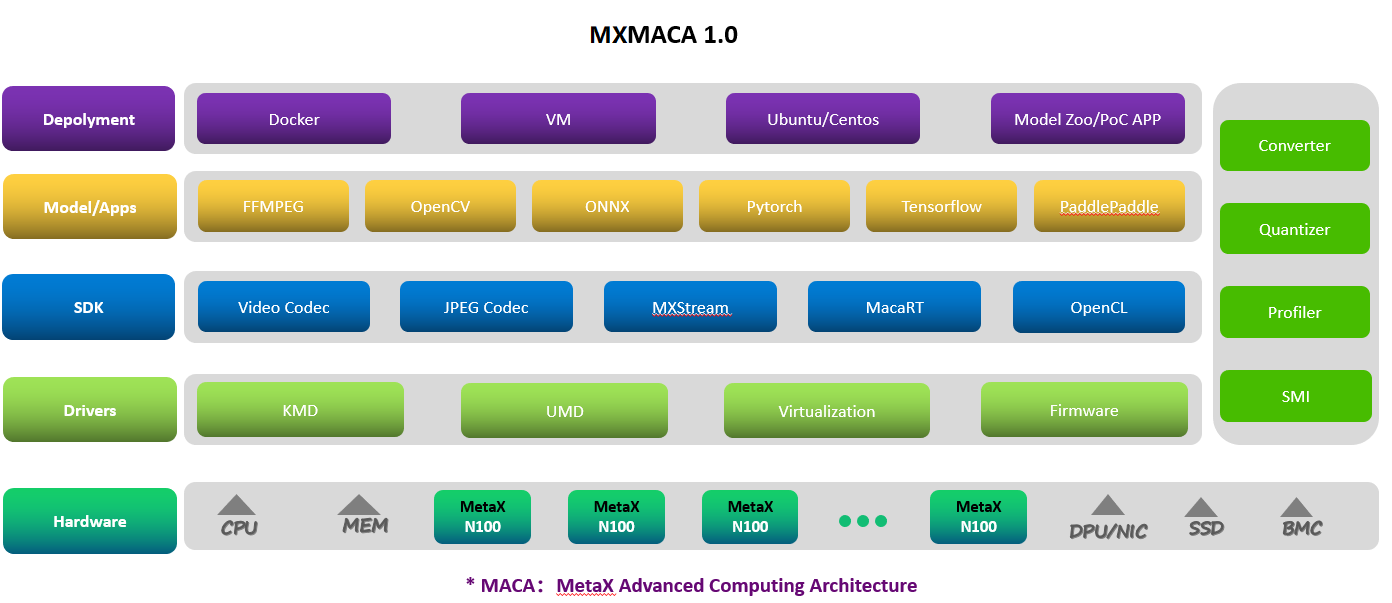 MXMACA 1.0
Depolyment
Docker
VM
Ubuntu/Centos
Model Zoo/PoC APP
Model/Apps
FFMPEG
OpenCV
ONNX
Pytorch
Tensorflow
PaddlePaddle
SDK
Video Codec
JPEG Codec
MXStream
MacaRT
OpenCL
Drivers
KMD
UMD
Virtualization
Firmware
Converter
Quantizer
Profiler
SMI
Hardware
CPU
MEM
MetaX
N100
MetaX
N100
MetaX
N100
MetaX
N100
DPU/NIC
SSD
BMC
* MACA：MetaX Advanced Computing Architecture